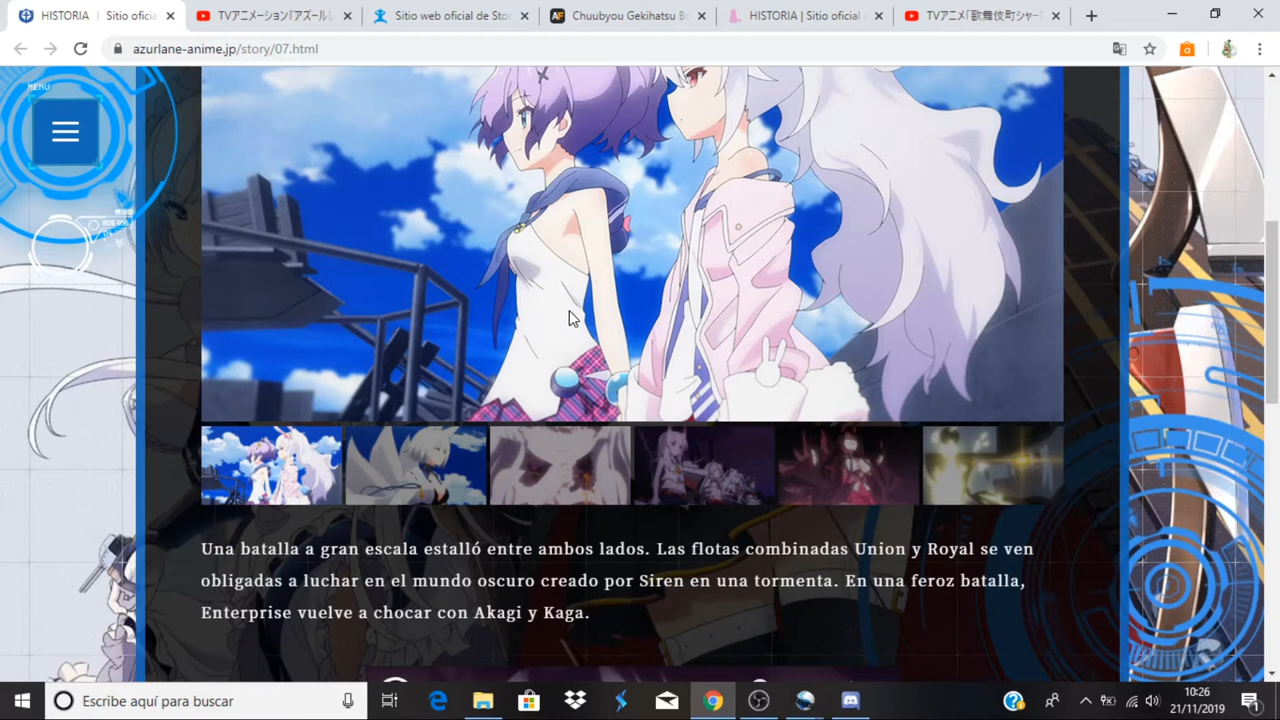 HISTORIA | Sitio oficia
TVアニメーション『アズールレ
Sitio web oficial de Stor
Chuubyou Gekihatsu Bo
HISTORIA | Sitio oficial
TVアニメ『歌舞伎町シャー
azurlane-anime.jp/story/07.html
MENU
Una batalla a gran escala estalló entre ambos lados. Las flotas combinadas Union y Royal se ven
obligadas a luchar en el mundo oscuro creado por Siren en una tormenta. En una feroz batalla,
Enterprise vuelve a chocar con Akagi y Kaga.
Escribe aquí para buscar
10:26
21/11/2019